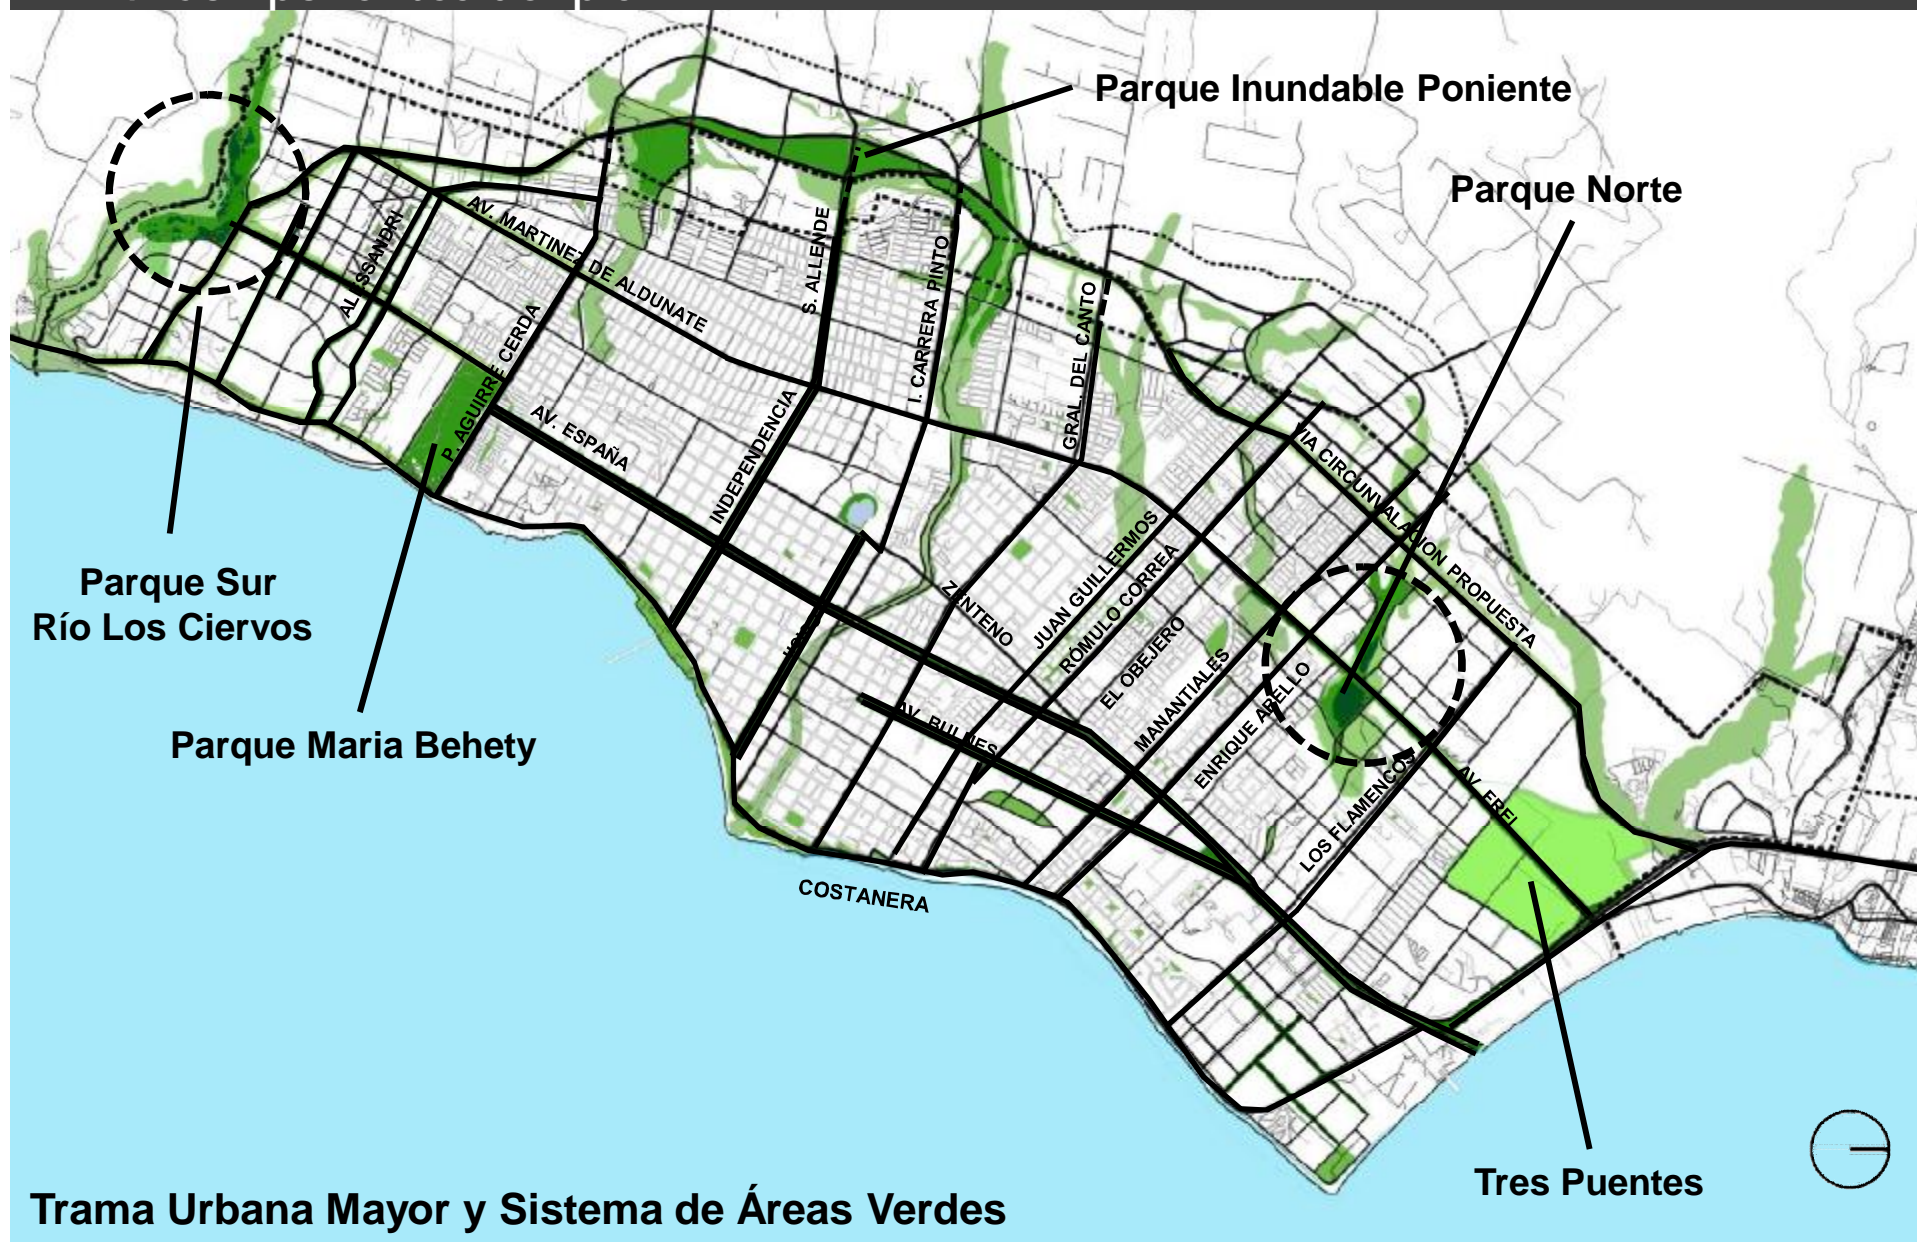 Parque Inundable Poniente
Parque Norte
AV. MARTINEZ DE ALDUNATE
S. ALLENDE
I. CARRERA PINTO
GRAL. DEL CANTO
P. AGUIRRE CERDA
AV. ESPAÑA
INDEPENDENCIA
VIA CIRCUNVALACION PROPUESTA
Parque Sur
Río Los Ciervos
ZENTENO
JUAN GUILLERMOS
RÓMULO CORREA
EL OBEJERO
MANANTIALES
ENRIQUE ABELLO
Parque Maria Behety
AV. BULNES
LOS FLAMENCOS
AV. FREI
COSTANERA
Tres Puentes
Trama Urbana Mayor y Sistema de Áreas Verdes